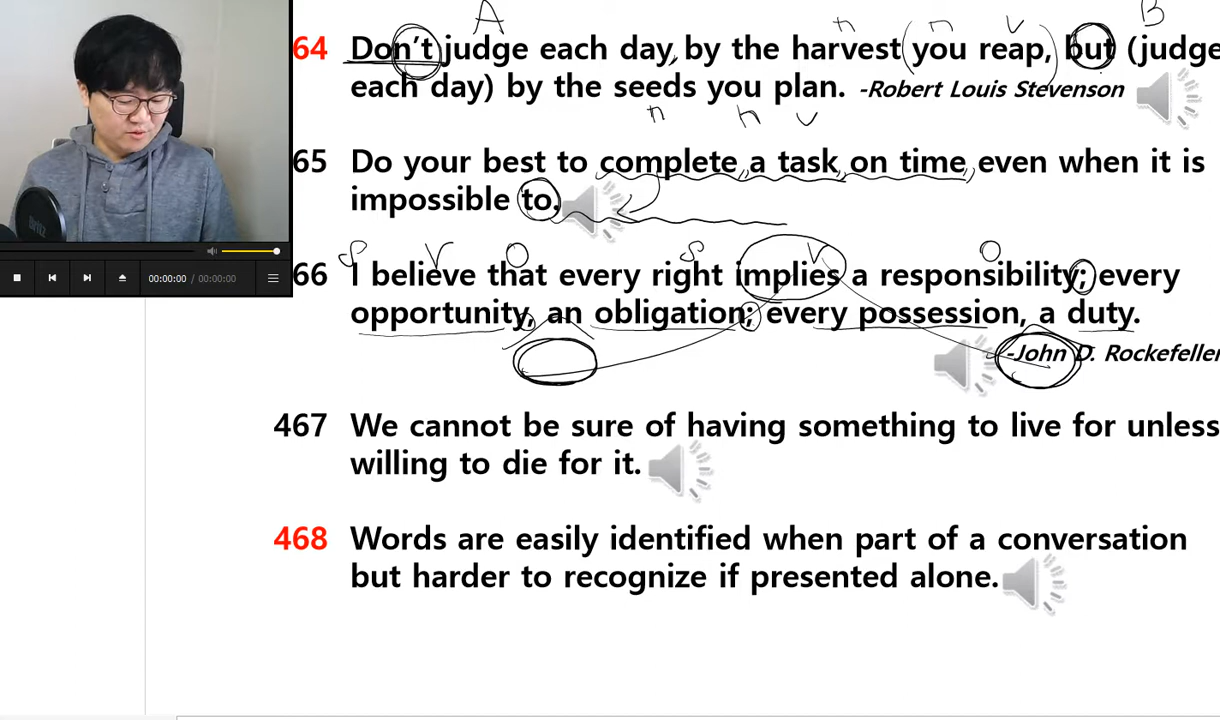 A n n v B
64 Don't judge each day, by the harvest (you reap,) but (judge
each day) by the seeds you plan. -Robert Louis Stevenson
n n v
65 Do your best to complete a task on time, even when it is
impossible to.
S V O S V O
66 I believe that every right implies a responsibility; every
00:00:00 / 00:00:00
opportunity, an obligation; every possession, a duty.
-John D. Rockefeller
467 We cannot be sure of having something to live for unless
willing to die for it.
468 Words are easily identified when part of a conversation
but harder to recognize if presented alone.